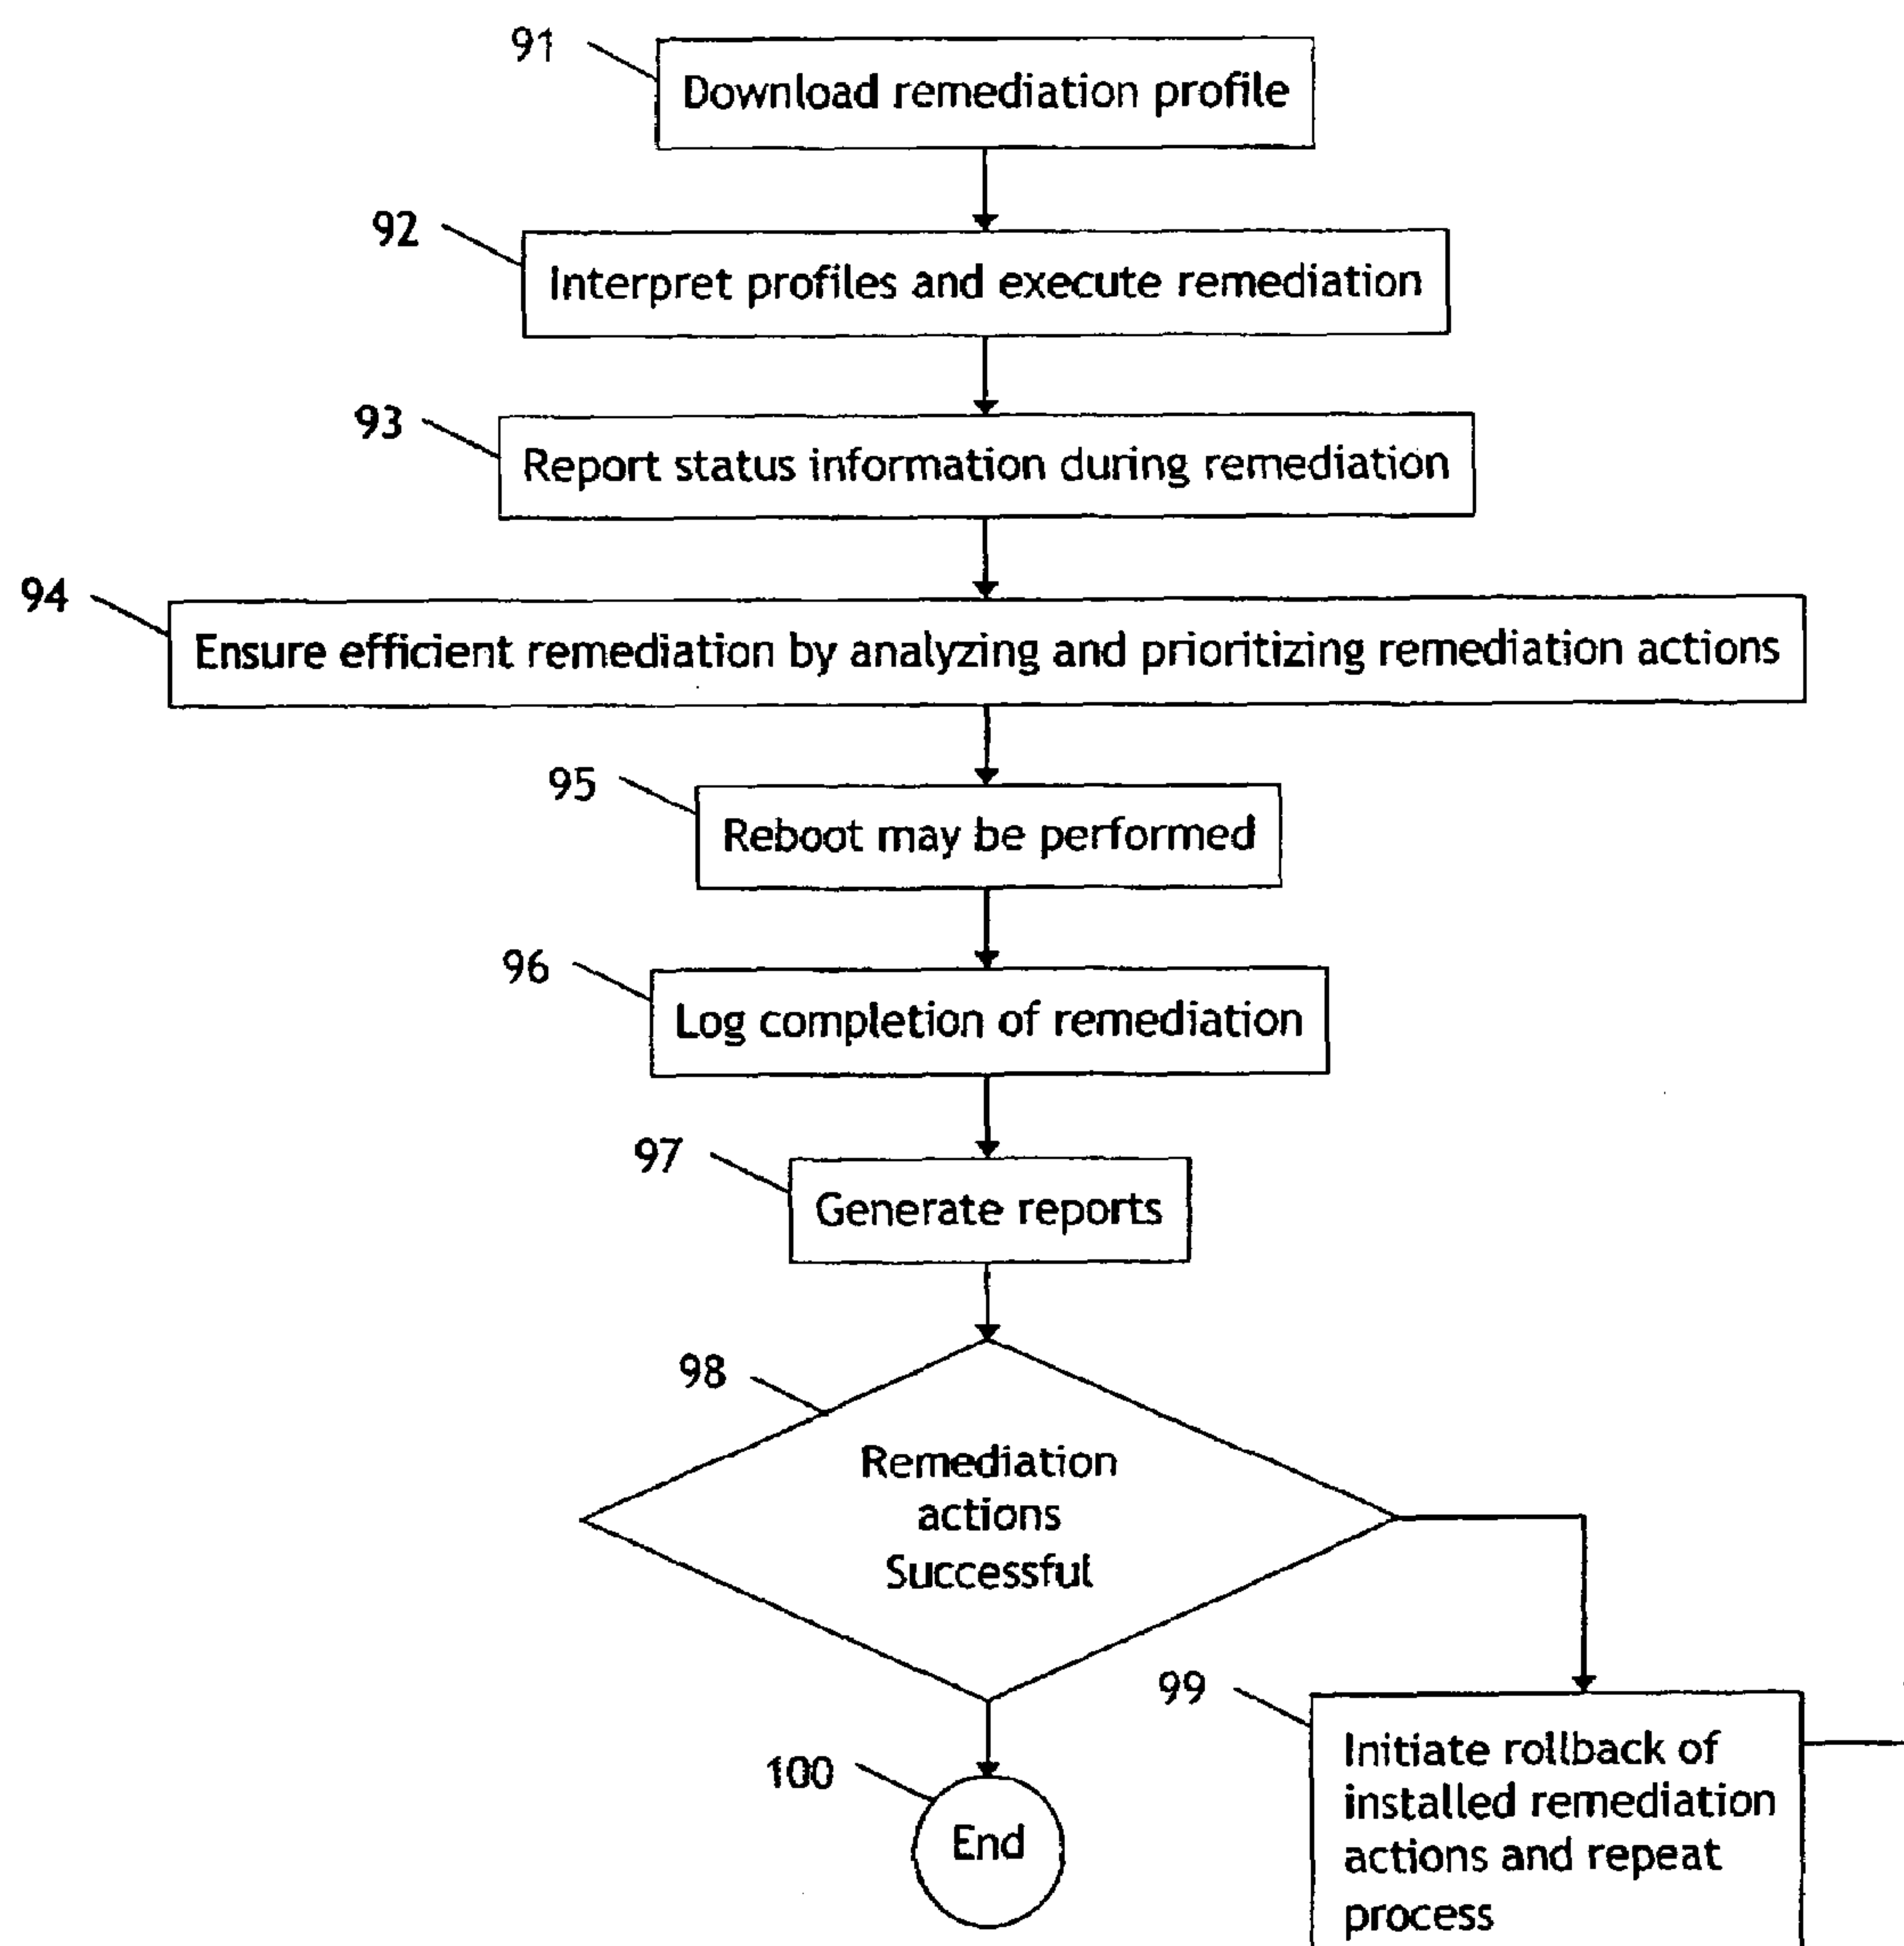 91
Download remediation profile
92
Interpret profiles and execute remediation
93
Report status information during remediation
94
Ensure efficient remediation by analyzing and prioritizing remediation actions
95
Reboot may be performed
96
Log completion of remediation
97
Generate reports
98
Remediation
actions
Successful
99
Initiate rollback of
installed remediation
actions and repeat
process
100
End